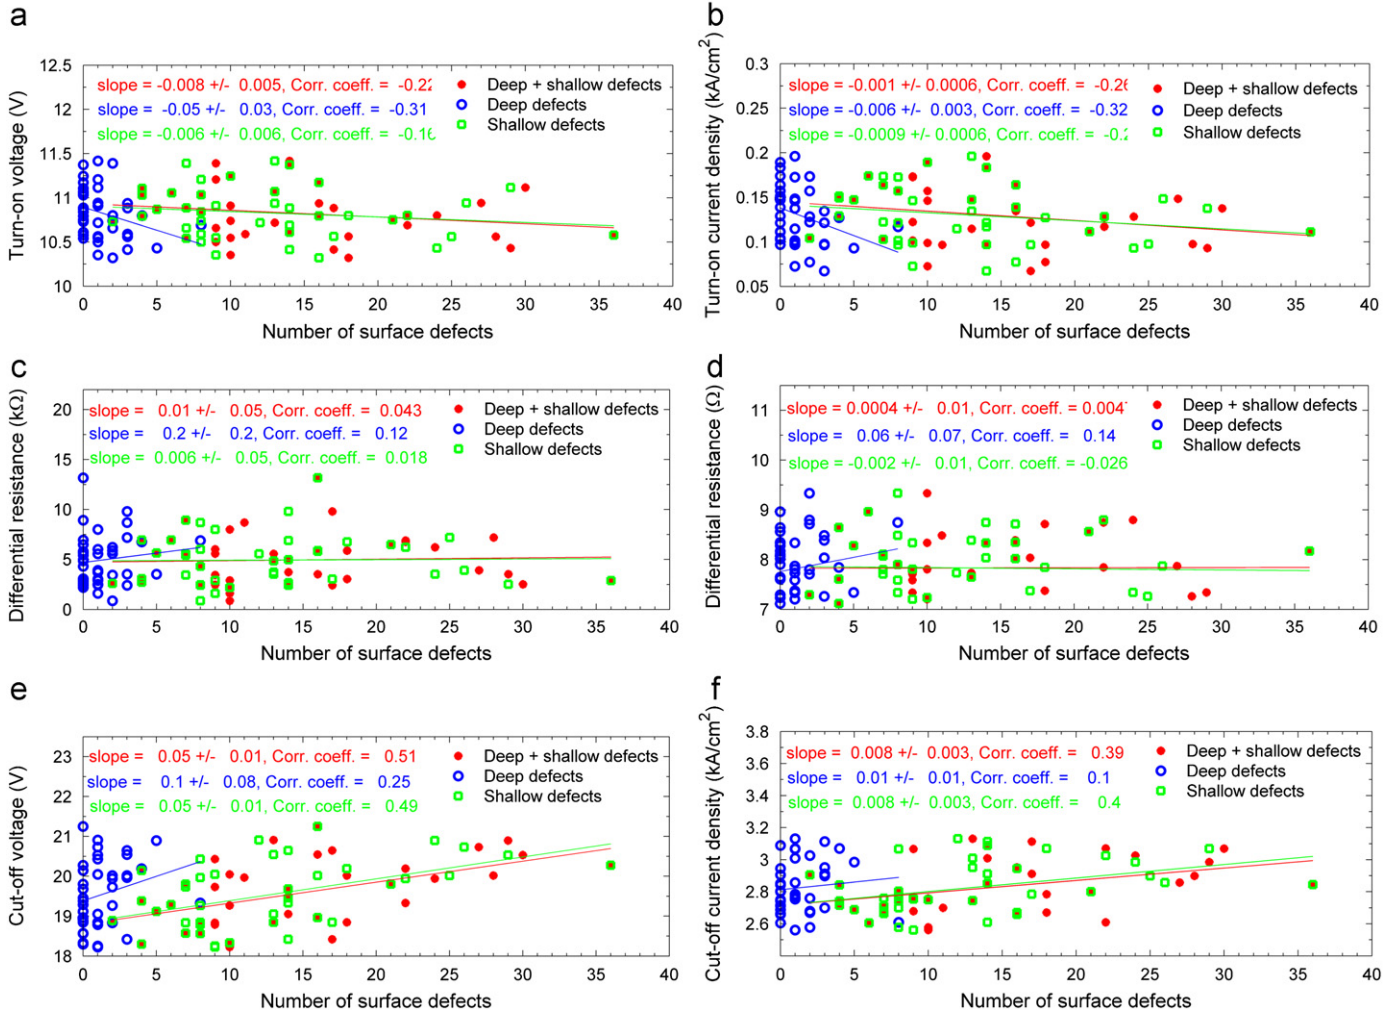 a
Turn-on voltage (V)
12.5
12
11.5
11
10.5
10
slope = -0.008 +/- 0.005, Corr. coeff. = -0.22
slope = -0.05 +/- 0.03, Corr. coeff. = -0.31
slope = -0.006 +/- 0.006, Corr. coeff. = -0.16
Deep + shallow defects
Deep defects
Shallow defects
0 5 10 15 20 25 30 35 40
Number of surface defects
b
Turn-on current density (kA/cm²)
0.3
0.25
0.2
0.15
0.1
0.05
slope = -0.001 +/- 0.0006, Corr. coeff. = -0.26
slope = -0.006 +/- 0.003, Corr. coeff. = -0.32
slope = -0.0009 +/- 0.0006, Corr. coeff. = -0.2
Deep + shallow defects
Deep defects
Shallow defects
0 5 10 15 20 25 30 35 40
Number of surface defects
c
Differential resistance (kΩ)
20
15
10
5
0
slope = 0.01 +/- 0.05, Corr. coeff. = 0.043
slope = 0.2 +/- 0.2, Corr. coeff. = 0.12
slope = 0.006 +/- 0.05, Corr. coeff. = 0.018
Deep + shallow defects
Deep defects
Shallow defects
0 5 10 15 20 25 30 35 40
Number of surface defects
d
Differential resistance (Ω)
11
10
9
8
7
slope = 0.0004 +/- 0.01, Corr. coeff. = 0.004
slope = 0.06 +/- 0.07, Corr. coeff. = 0.14
slope = -0.002 +/- 0.01, Corr. coeff. = -0.026
Deep + shallow defects
Deep defects
Shallow defects
0 5 10 15 20 25 30 35 40
Number of surface defects
e
Cut-off voltage (V)
23
22
21
20
19
18
slope = 0.05 +/- 0.01, Corr. coeff. = 0.51
slope = 0.1 +/- 0.08, Corr. coeff. = 0.25
slope = 0.05 +/- 0.01, Corr. coeff. = 0.49
Deep + shallow defects
Deep defects
Shallow defects
0 5 10 15 20 25 30 35 40
Number of surface defects
f
Cut-off current density (kA/cm²)
3.8
3.6
3.4
3.2
3
2.8
2.6
2.4
slope = 0.008 +/- 0.003, Corr. coeff. = 0.39
slope = 0.01 +/- 0.01, Corr. coeff. = 0.1
slope = 0.008 +/- 0.003, Corr. coeff. = 0.4
Deep + shallow defects
Deep defects
Shallow defects
0 5 10 15 20 25 30 35 40
Number of surface defects